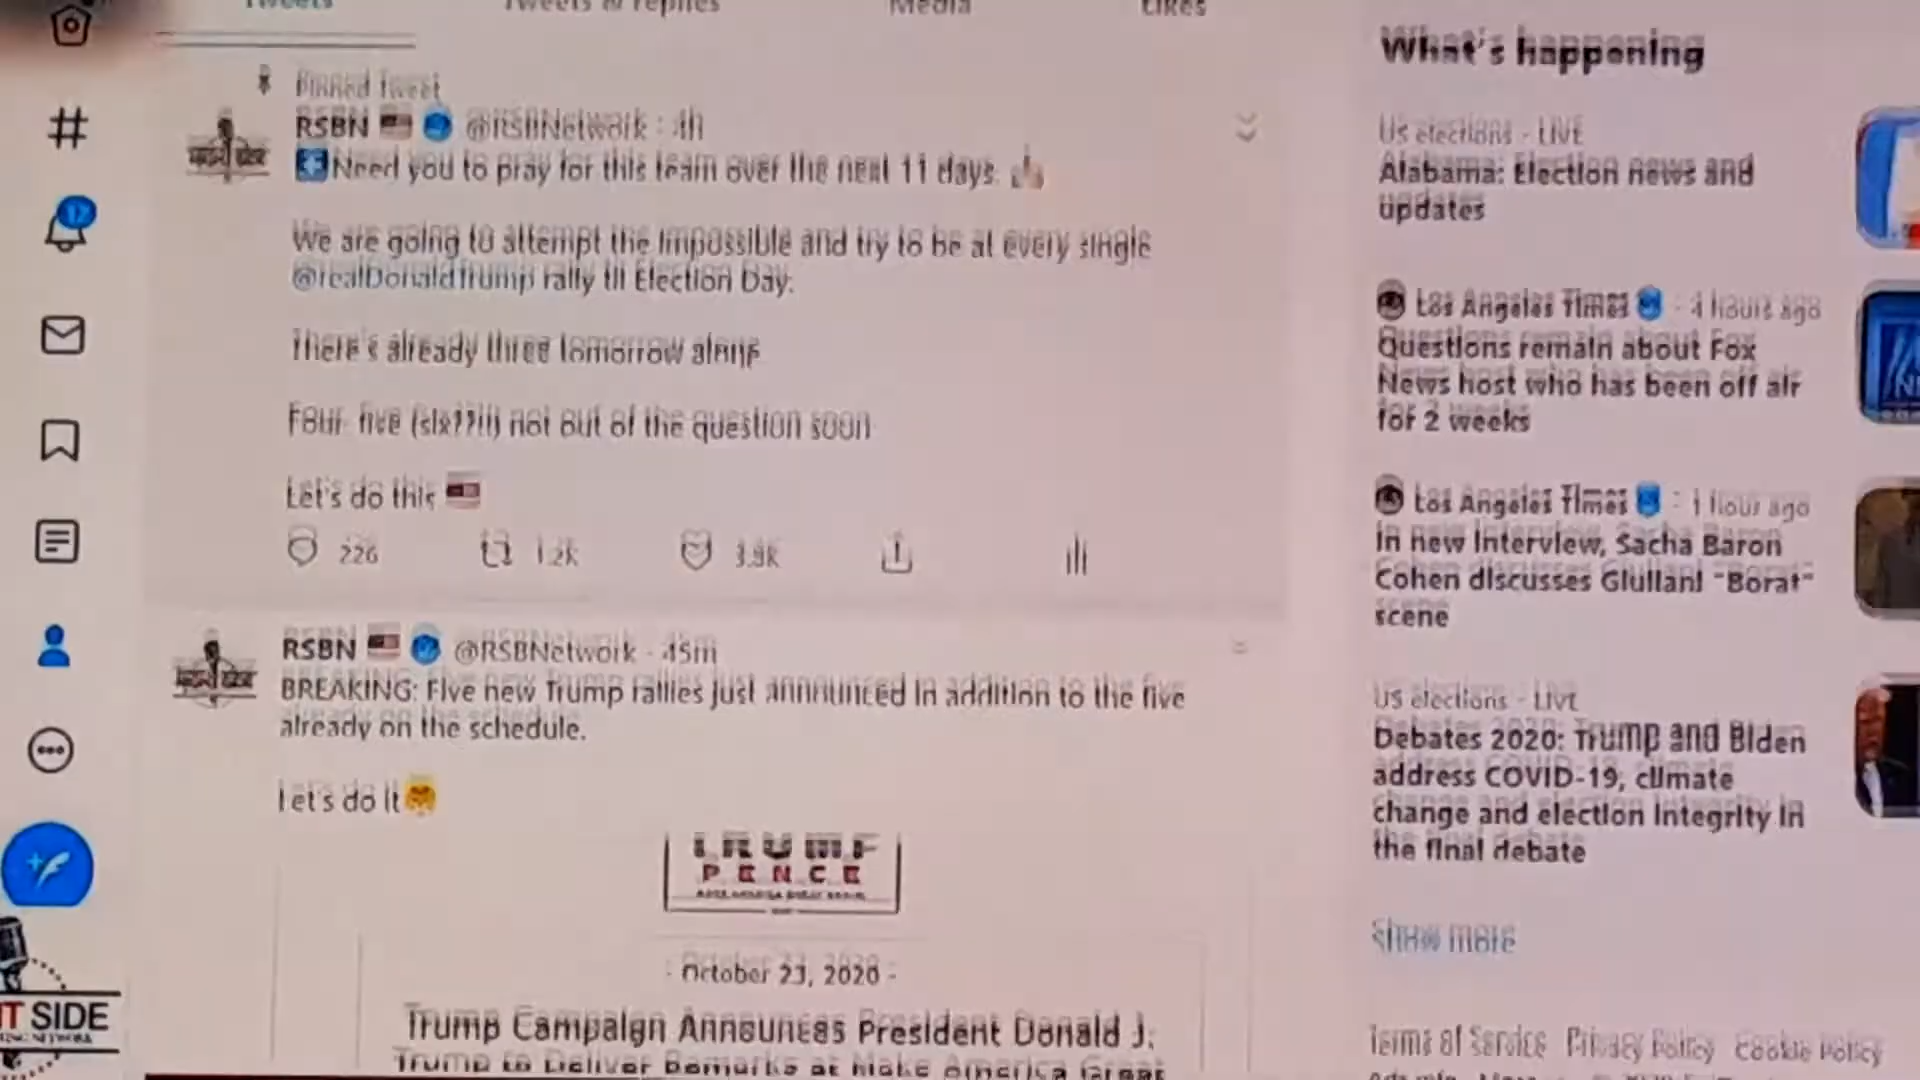 Tweets
Tweets & replies
Media
Likes
Pinned Tweet
RSBN @RSBNetwork · 4h
Need you to pray for this team over the next 11 days.
We are going to attempt the impossible and try to be at every single
@realDonaldTrump rally til Election Day.
There's already three tomorrow alone
Four, five (six??!!) not out of the question soon
Let's do this
226
1.2k
3.9k
RSBN @RSBNetwork · 45m
BREAKING: Five new Trump rallies just announced in addition to the five
already on the schedule.
Let's do it
TRUMP
PENCE
- October 23, 2020 -
Trump Campaign Announces President Donald J.
Trump to Deliver Remarks at Make America Great
What's happening
US elections · LIVE
Alabama: Election news and
updates
Los Angeles Times · 4 hours ago
Questions remain about Fox
News host who has been off air
for 2 weeks
Los Angeles Times · 1 hour ago
In new interview, Sacha Baron
Cohen discusses Giuliani "Borat"
scene
US elections · LIVE
Debates 2020: Trump and Biden
address COVID-19, climate
change and election integrity in
the final debate
Show more
Terms of Service Privacy Policy Cookie Policy
12
T SIDE